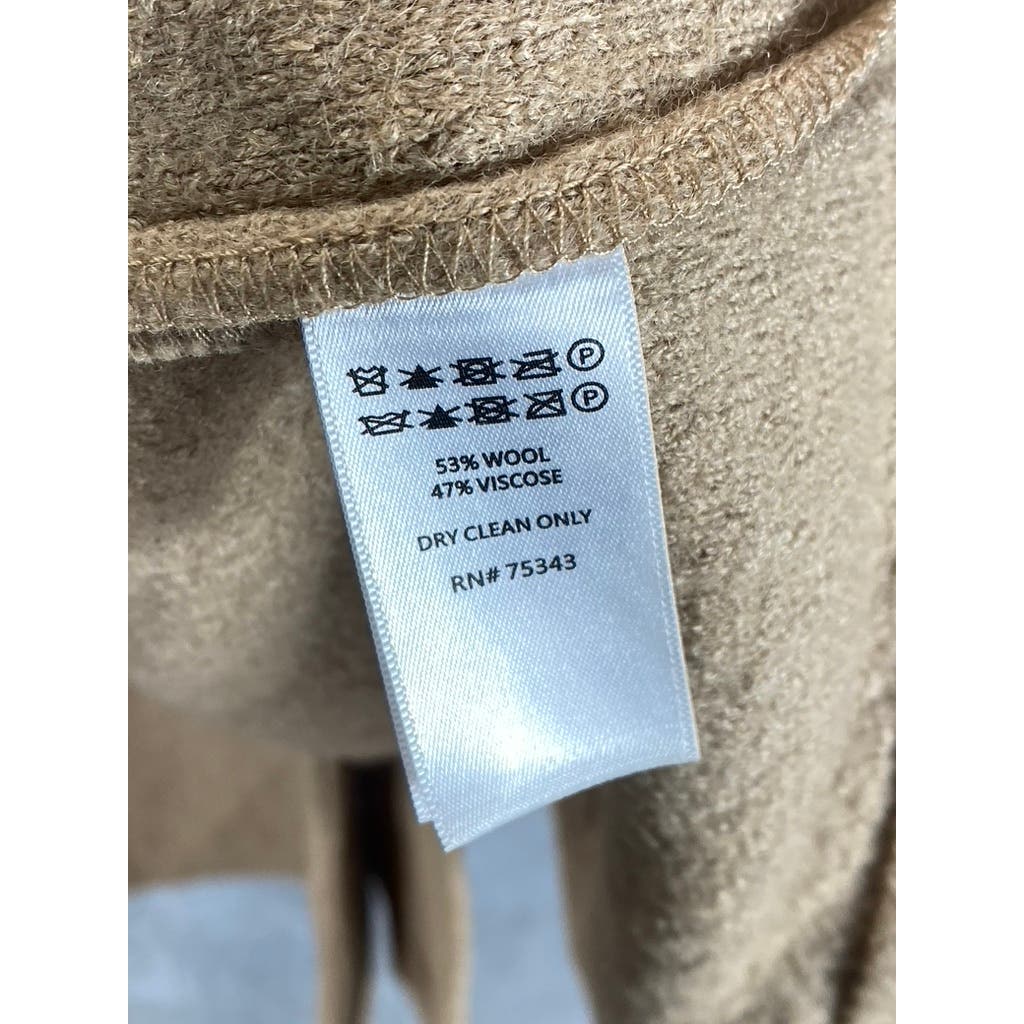 P
P
53% WOOL
47% VISCOSE
DRY CLEAN ONLY
RN# 75343